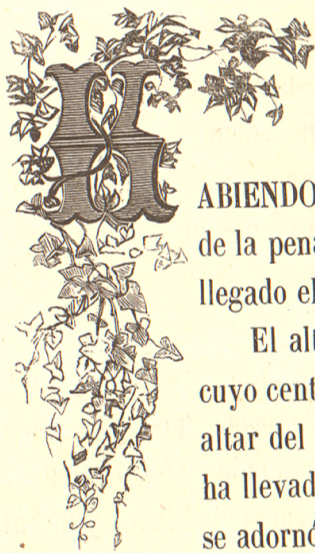 HABIENDO
de la pena
llegado el
El alt
cuyo cent
altar del
ha llevad
se adornó